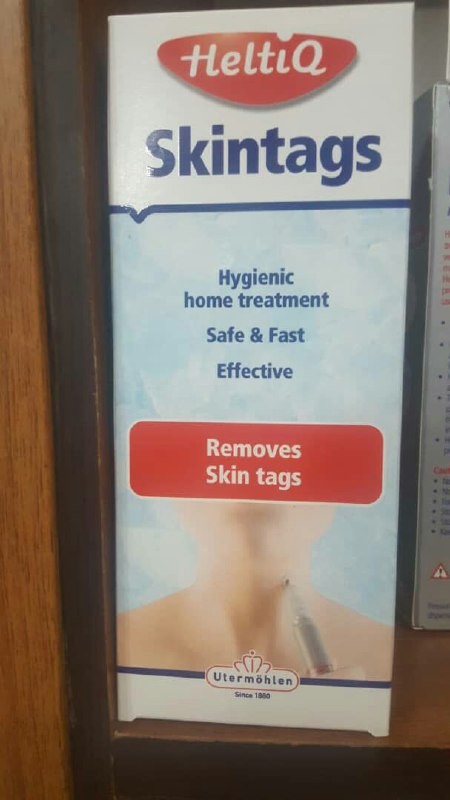 HeltiQ
Skintags
Hygienic
home treatment
Safe & Fast
Effective
Removes
Skin tags
Utermöhlen
Since 1880